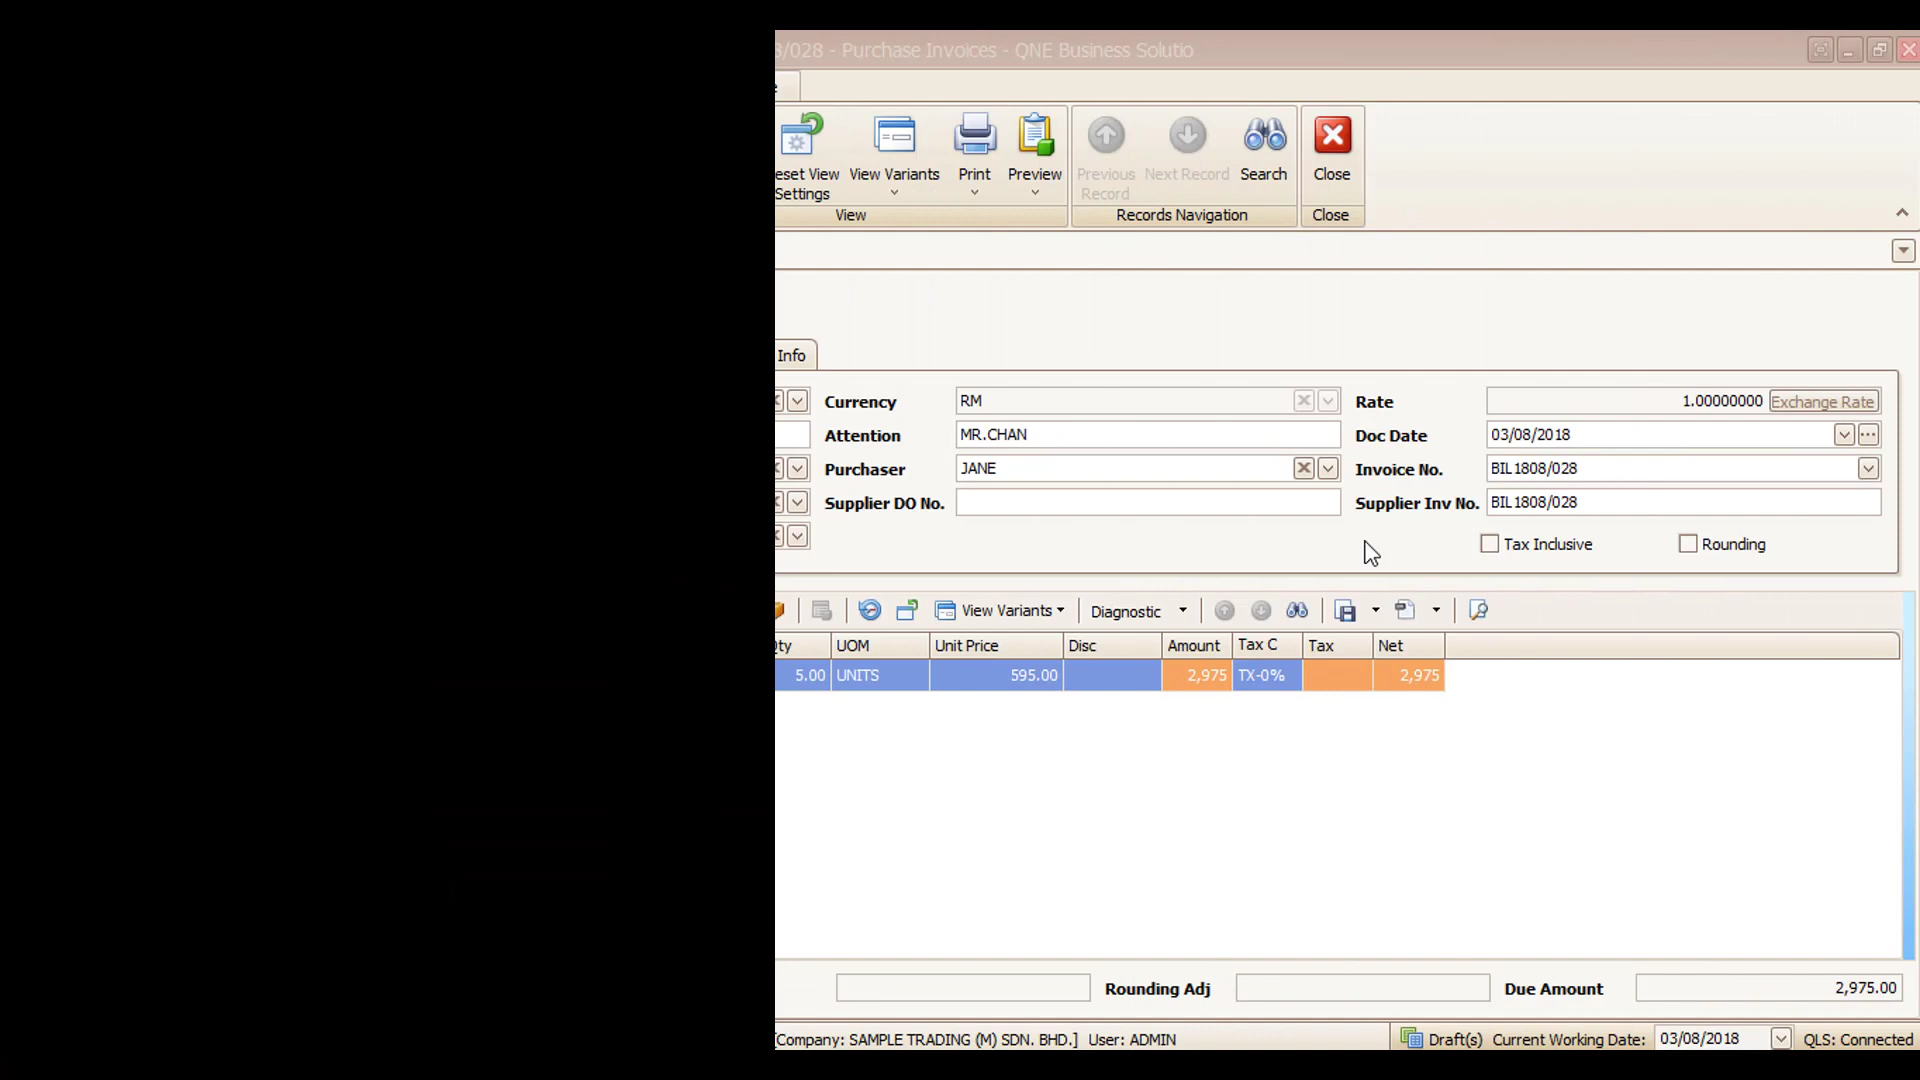 /028 - Purchase Invoices - QNE Business Solutio
eset View Settings
View Variants
Print
Preview
Previous Record
Next Record
Search
Close
View
Records Navigation
Close
Info
Currency RM
Rate 1.00000000 Exchange Rate
Attention MR.CHAN
Doc Date 03/08/2018
Purchaser JANE
Invoice No. BIL1808/028
Supplier DO No.
Supplier Inv No. BIL1808/028
Tax Inclusive
Rounding
View Variants
Diagnostic
Qty UOM Unit Price Disc Amount Tax C Tax Net
5.00 UNITS 595.00 2,975 TX-0% 2,975
Rounding Adj
Due Amount 2,975.00
[Company: SAMPLE TRADING (M) SDN. BHD.] User: ADMIN
Draft(s) Current Working Date: 03/08/2018
QLS: Connected